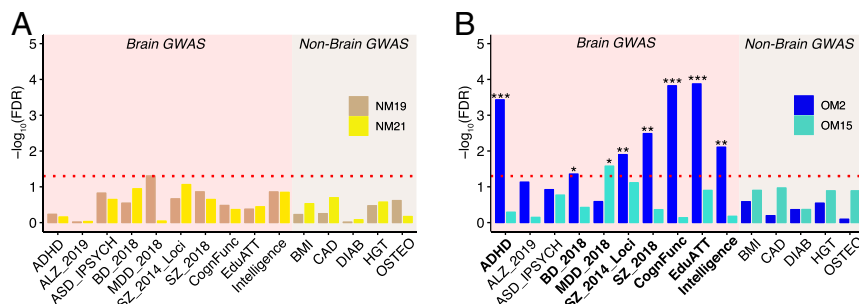 A
Brain GWAS
Non-Brain GWAS
−log10(FDR)
5
4
3
2
1
0
NM19
NM21
ADHD
ALZ_2019
ASD_IPSYCH
BD_2018
MDD_2018
SZ_2014_Loci
SZ_2018
CognFunc
EduATT
Intelligence
BMI
CAD
DIAB
HGT
OSTEO
B
Brain GWAS
Non-Brain GWAS
−log10(FDR)
5
4
3
2
1
0
***
*
*
**
**
***
***
**
OM2
OM15
ADHD
ALZ_2019
ASD_IPSYCH
BD_2018
MDD_2018
SZ_2014_Loci
SZ_2018
CognFunc
EduATT
Intelligence
BMI
CAD
DIAB
HGT
OSTEO